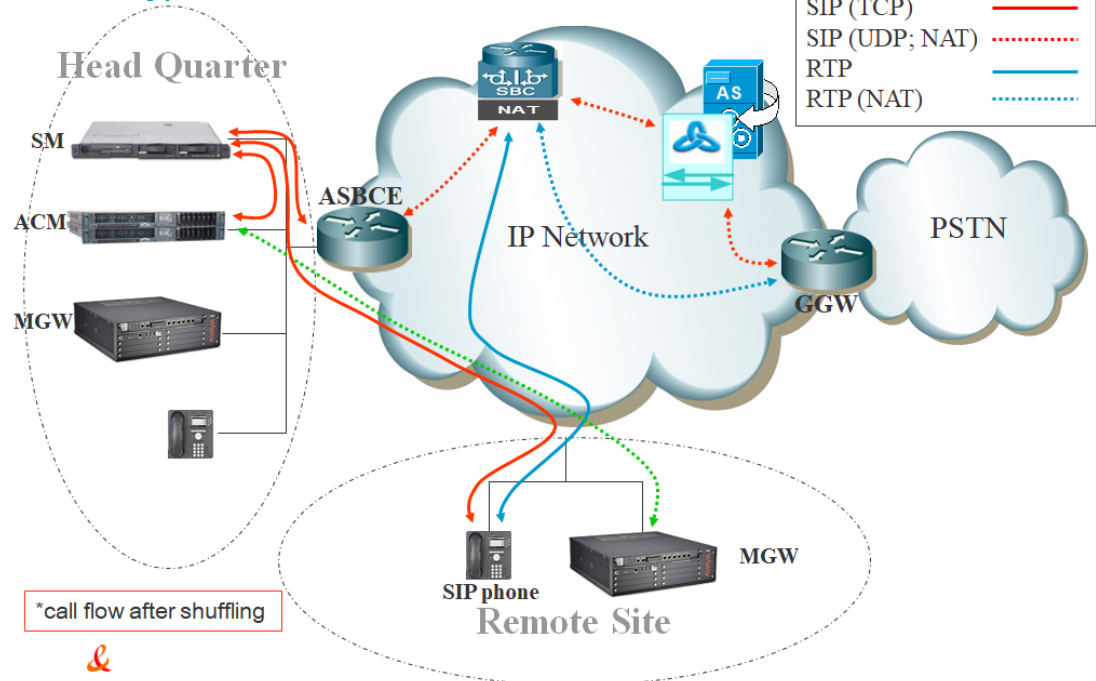 SIP (TCP)
SIP (UDP; NAT)
RTP
RTP (NAT)
Head Quarter
SBC
NAT
AS
SM
ASBCE
ACM
IP Network
PSTN
GGW
MGW
SIP phone
MGW
Remote Site
*call flow after shuffling
&